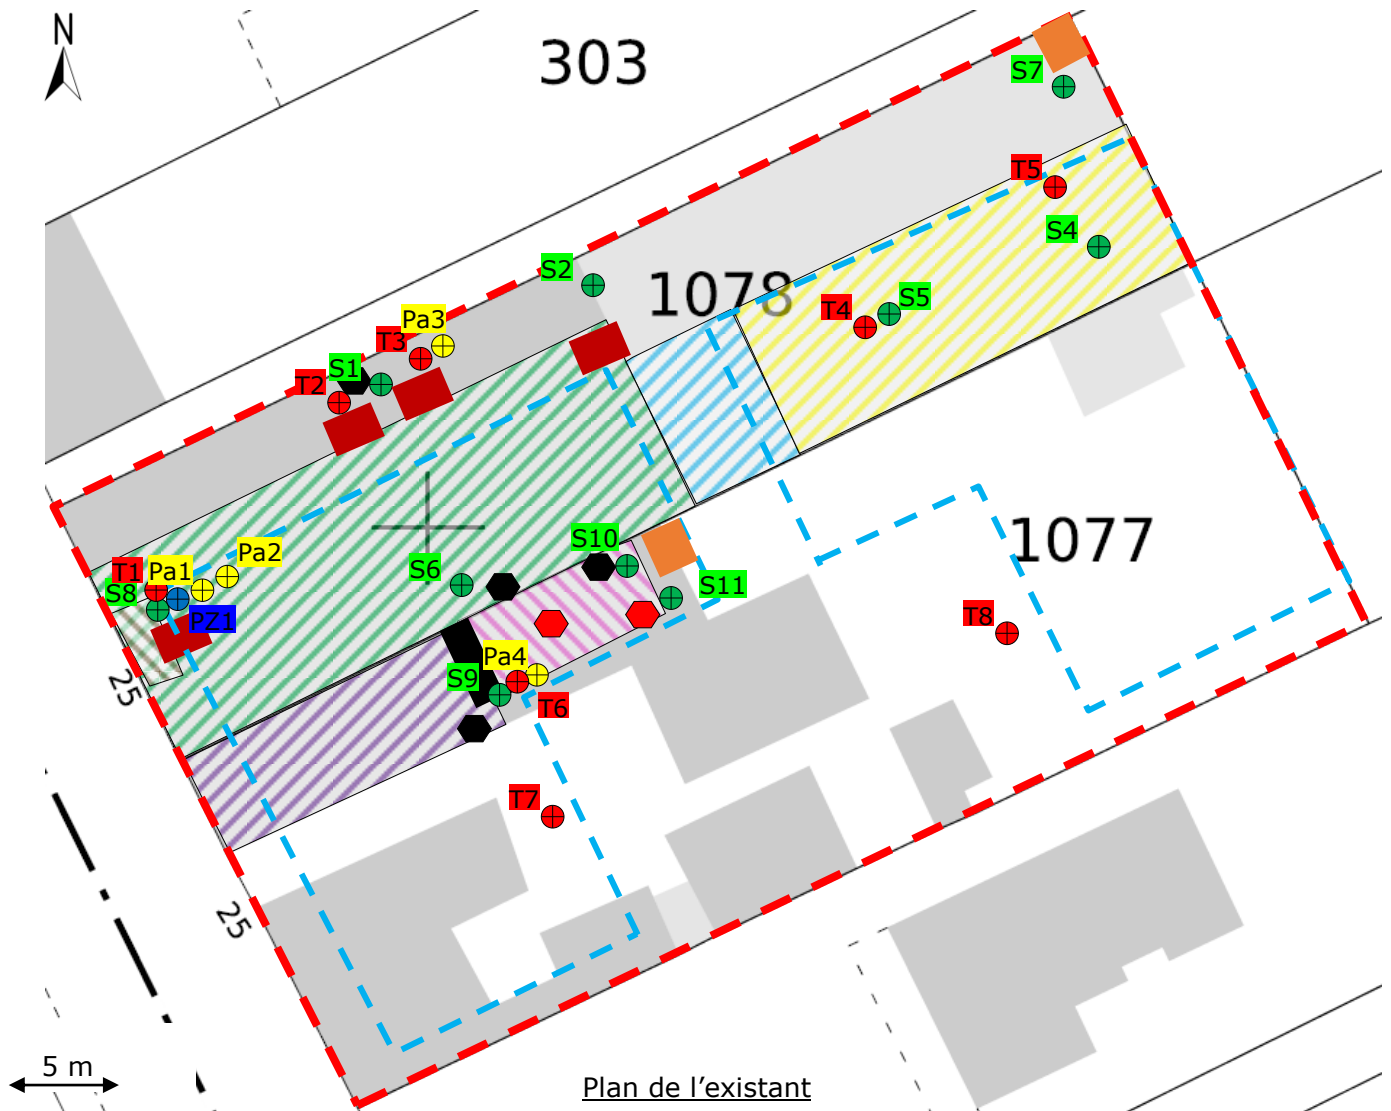 N
303
S7
T5
S4
S2
1078
T4
S5
Pa3
T3
S1
T2
1077
S10
Pa2
T1
Pa1
S6
S8
S11
PZ1
T8
Pa4
S9
25
T6
T7
25
5 m
Plan de l’existant